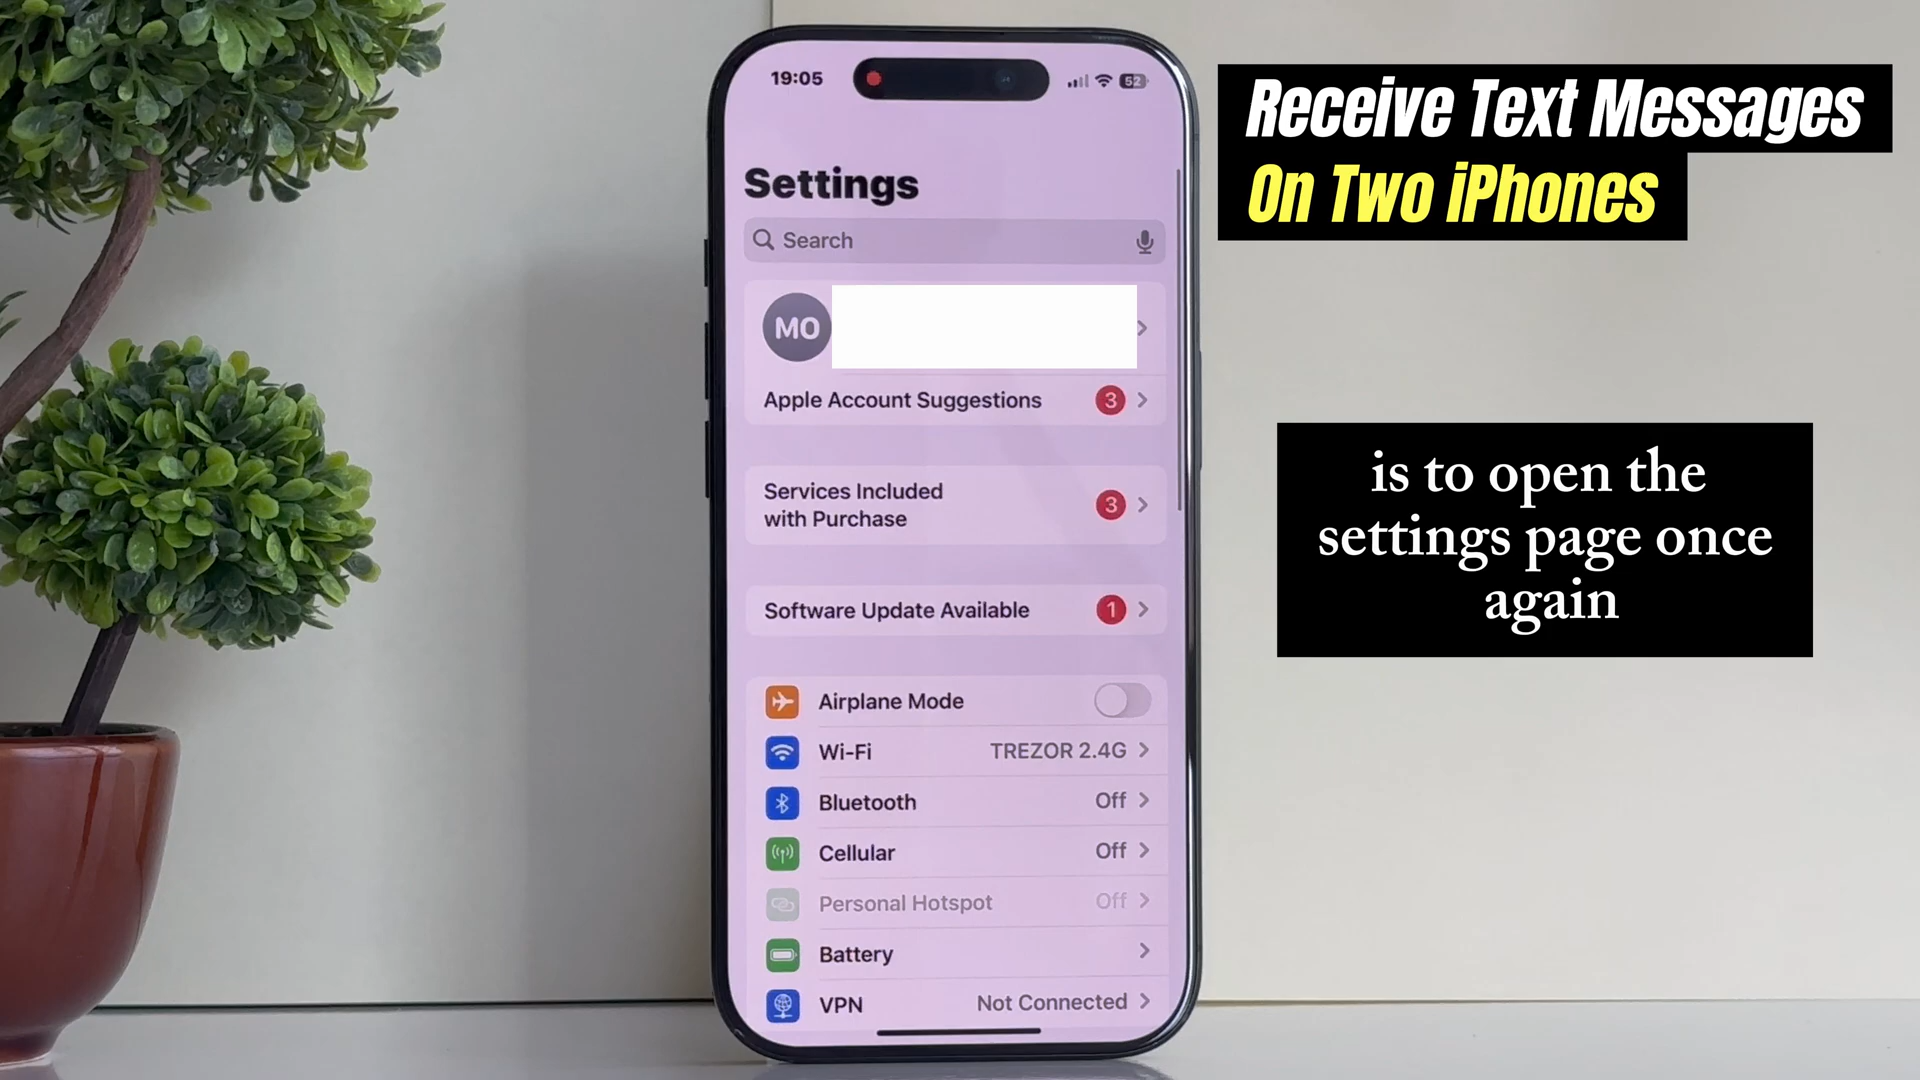 19:05
62
Settings
Search
MO
Apple Account Suggestions
3
Services Included
with Purchase
3
Software Update Available
1
Airplane Mode
Wi-Fi
TREZOR 2.4G
Bluetooth
Off
Cellular
Off
Personal Hotspot
Off
Battery
VPN
Not Connected
Receive Text Messages
On Two iPhones
is to open the
settings page once
again